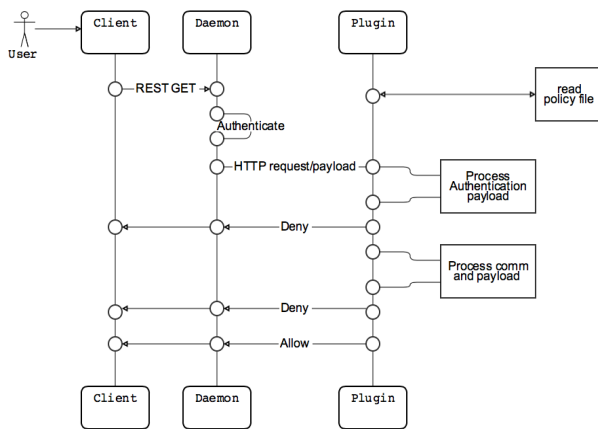 Client
Daemon
Plugin
User
REST GET
read
policy file
Authenticate
HTTP request/payload
Process
Authentication
payload
Deny
Process comm
and payload
Deny
Allow
Client
Daemon
Plugin